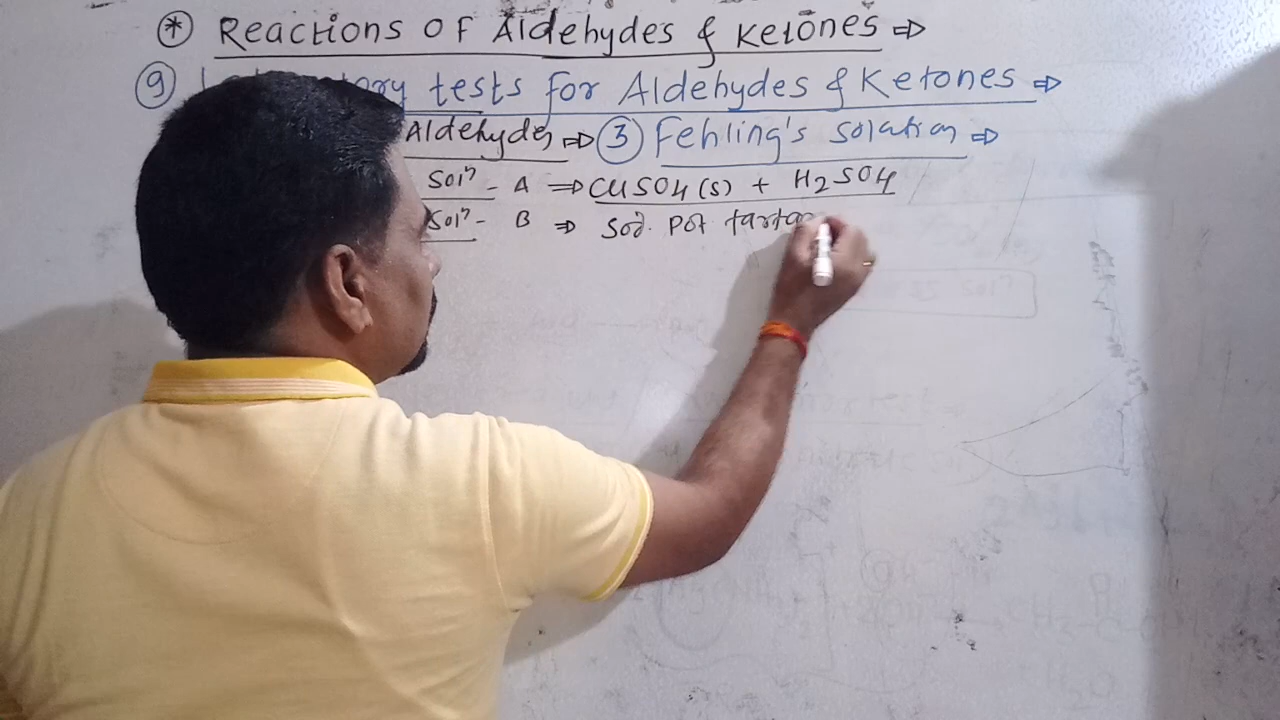 * Reactions OF Aldehydes & Ketones ⇒
9 tests for Aldehydes & Ketones ⇒
Aldehydes ⇒ 3 Fehling's solution ⇒
Solⁿ - A ⇒ CuSO4 (s) + H2SO4
Solⁿ - B ⇒ Sod. Pot